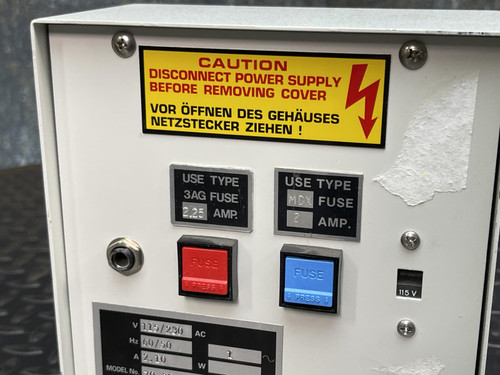 CAUTION
DISCONNECT POWER SUPPLY
BEFORE REMOVING COVER
VOR ÖFFNEN DES GEHÄUSES
NETZSTECKER ZIEHEN !
USE TYPE
3AG FUSE
2.25 AMP.
USE TYPE
MDX FUSE
2 AMP.
FUSE
PRESS
FUSE
PRESS
115 V
V 115/230 AC
Hz 60/50 1
A 2.10 W
MODEL No.